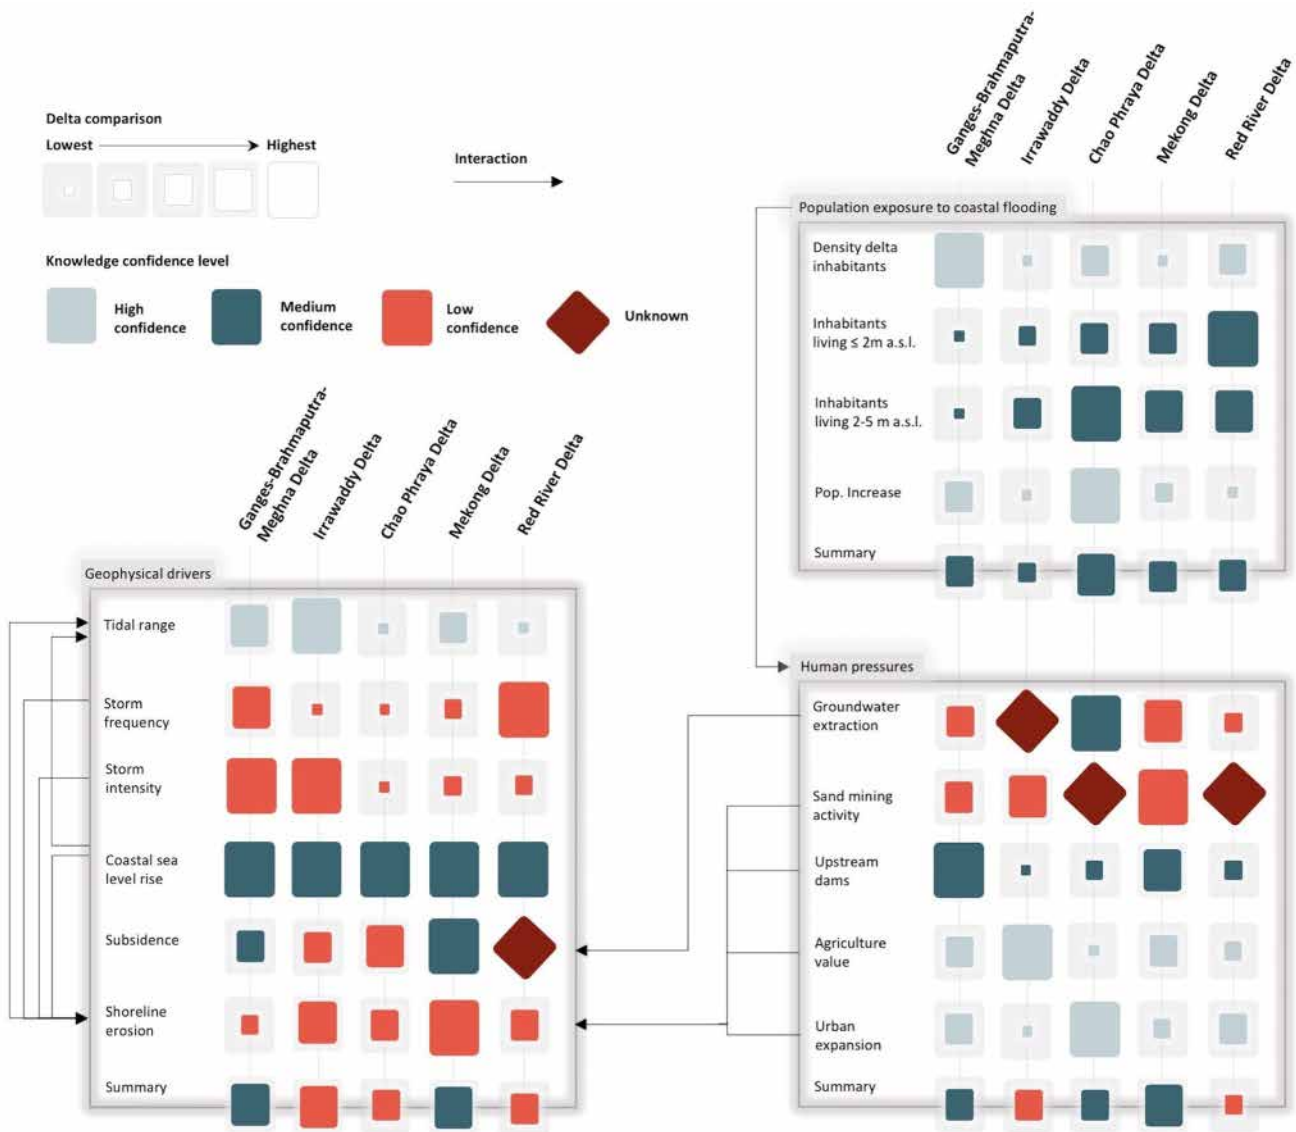 Delta comparison
Lowest
Highest
Interaction
Knowledge confidence level
High
confidence
Medium
confidence
Low
confidence
Unknown
Ganges-Brahmaputra-
Meghna Delta
Irrawaddy Delta
Chao Phraya Delta
Mekong Delta
Red River Delta
Population exposure to coastal flooding
Density delta
inhabitants
Inhabitants
living ≤ 2m a.s.l.
Inhabitants
living 2-5 m a.s.l.
Pop. Increase
Summary
Ganges-Brahmaputra-
Meghna Delta
Irrawaddy Delta
Chao Phraya Delta
Mekong Delta
Red River Delta
Geophysical drivers
Tidal range
Storm
frequency
Storm
intensity
Coastal sea
level rise
Subsidence
Shoreline
erosion
Summary
Human pressures
Groundwater
extraction
Sand mining
activity
Upstream
dams
Agriculture
value
Urban
expansion
Summary